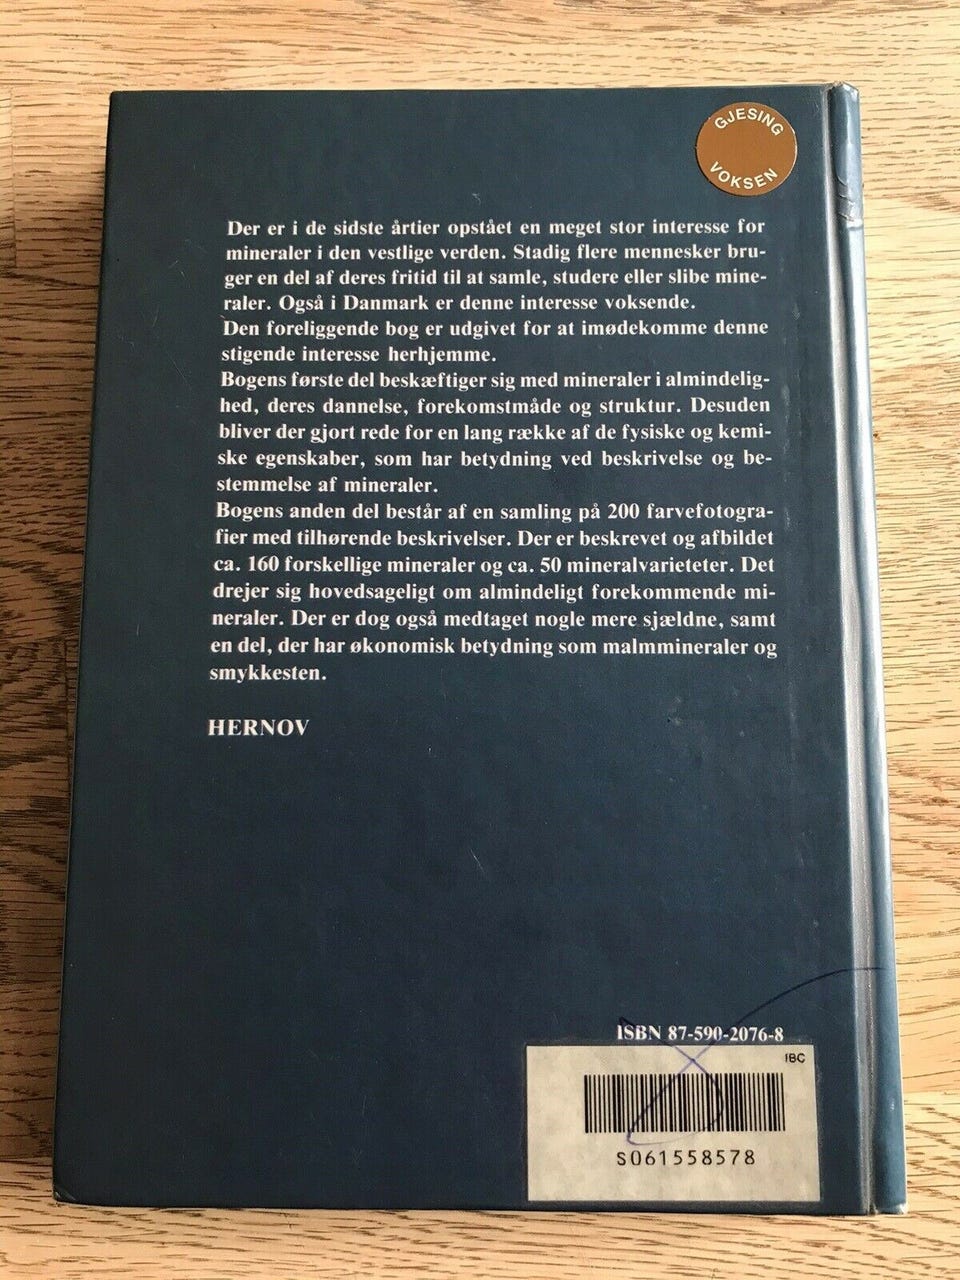 GJESING
VOKSEN
Der er i de sidste årtier opstået en meget stor interesse for
mineraler i den vestlige verden. Stadig flere mennesker bru-
ger en del af deres fritid til at samle, studere eller slibe mine-
raler. Også i Danmark er denne interesse voksende.
Den foreliggende bog er udgivet for at imødekomme denne
stigende interesse herhjemme.
Bogens første del beskæftiger sig med mineraler i almindelig-
hed, deres dannelse, forekomstmåde og struktur. Desuden
bliver der gjort rede for en lang række af de fysiske og kemi-
ske egenskaber, som har betydning ved beskrivelse og be-
stemmelse af mineraler.
Bogens anden del består af en samling på 200 farvefotogra-
fier med tilhørende beskrivelser. Der er beskrevet og afbildet
ca. 160 forskellige mineraler og ca. 50 mineralvarieteter. Det
drejer sig hovedsageligt om almindeligt forekommende mi-
neraler. Der er dog også medtaget nogle mere sjældne, samt
en del, der har økonomisk betydning som malmmineraler og
smykkesten.
HERNOV
ISBN 87-590-2076-8
IBC
S061558578